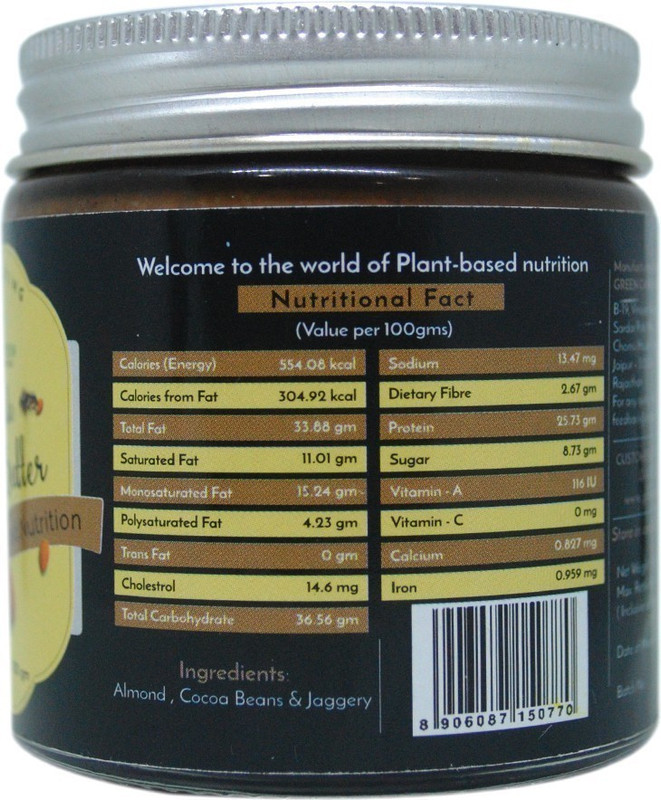 Welcome to the world of Plant-based nutrition
Nutritional Fact
(Value per 100gms)
Calories (Energy) 554.08 kcal
Calories from Fat 304.92 kcal
Total Fat 33.88 gm
Saturated Fat 11.01 gm
Monosaturated Fat 15.24 gm
Polysaturated Fat 4.23 gm
Trans Fat 0 gm
Cholestrol 14.6 mg
Total Carbohydrate 36.56 gm
Sodium 13.47 mg
Dietary Fibre 2.67 gm
Protein 25.73 gm
Sugar 8.73 gm
Vitamin - A 116 IU
Vitamin - C 0 mg
Calcium 0.827 mg
Iron 0.959 mg
Ingredients:
Almond , Cocoa Beans & Jaggery
8 906087 150770
Nutrition